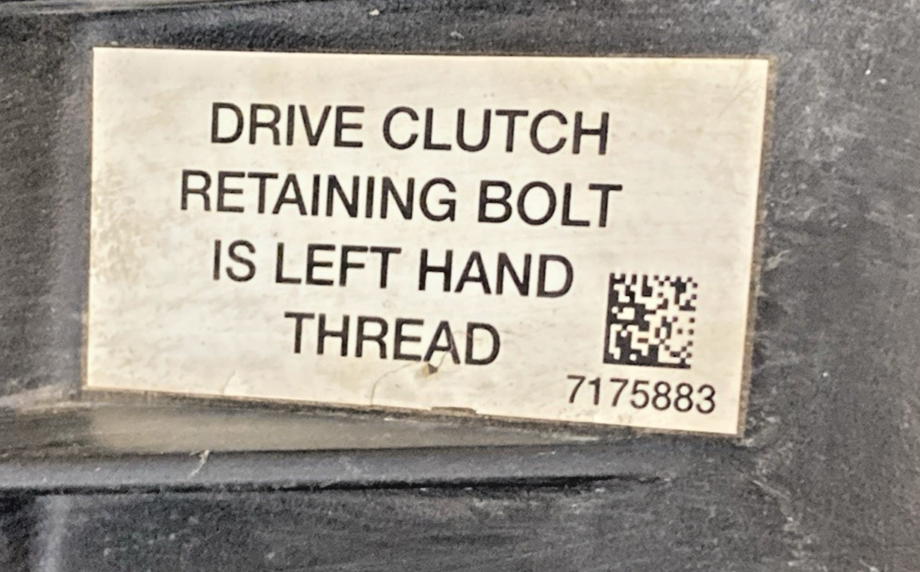 DRIVE CLUTCH
RETAINING BOLT
IS LEFT HAND
THREAD
7175883